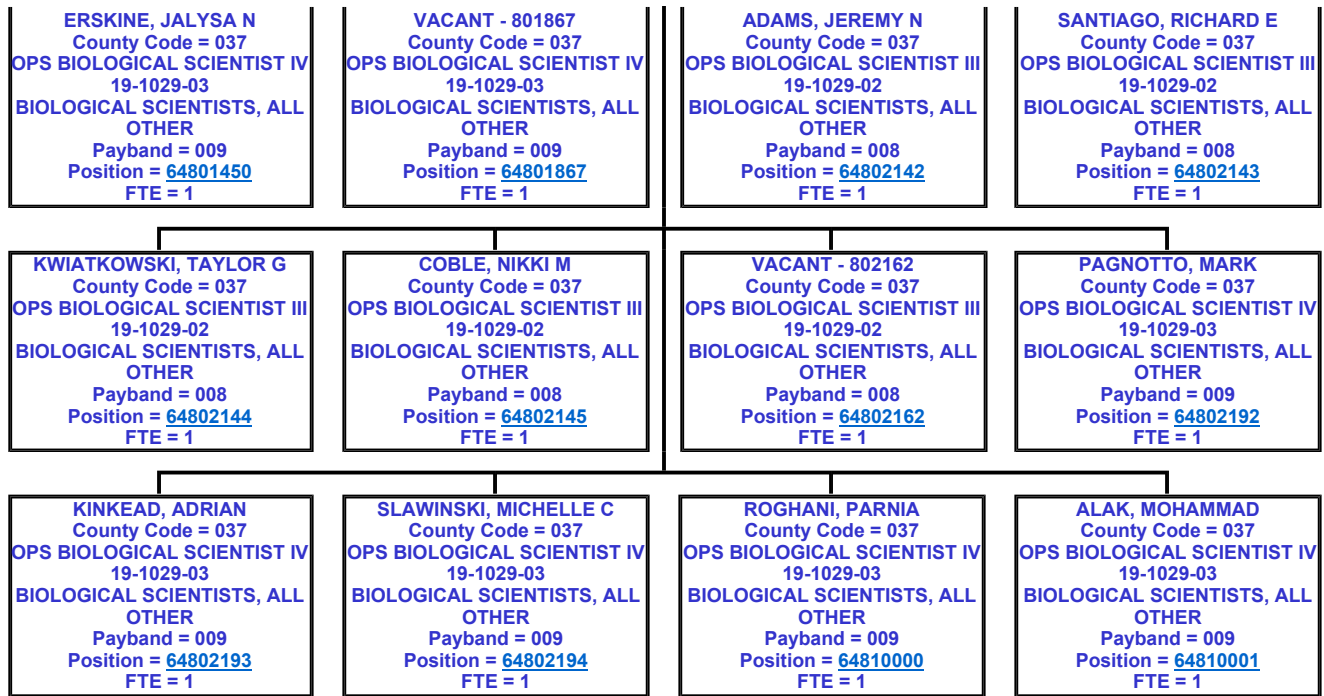 ERSKINE, JALYSA N
County Code = 037
OPS BIOLOGICAL SCIENTIST IV
19-1029-03
BIOLOGICAL SCIENTISTS, ALL
OTHER
Payband = 009
Position = 64801450
FTE = 1
VACANT - 801867
County Code = 037
OPS BIOLOGICAL SCIENTIST IV
19-1029-03
BIOLOGICAL SCIENTISTS, ALL
OTHER
Payband = 009
Position = 64801867
FTE = 1
ADAMS, JEREMY N
County Code = 037
OPS BIOLOGICAL SCIENTIST III
19-1029-02
BIOLOGICAL SCIENTISTS, ALL
OTHER
Payband = 008
Position = 64802142
FTE = 1
SANTIAGO, RICHARD E
County Code = 037
OPS BIOLOGICAL SCIENTIST III
19-1029-02
BIOLOGICAL SCIENTISTS, ALL
OTHER
Payband = 008
Position = 64802143
FTE = 1
KWIATKOWSKI, TAYLOR G
County Code = 037
OPS BIOLOGICAL SCIENTIST III
19-1029-02
BIOLOGICAL SCIENTISTS, ALL
OTHER
Payband = 008
Position = 64802144
FTE = 1
COBLE, NIKKI M
County Code = 037
OPS BIOLOGICAL SCIENTIST III
19-1029-02
BIOLOGICAL SCIENTISTS, ALL
OTHER
Payband = 008
Position = 64802145
FTE = 1
VACANT - 802162
County Code = 037
OPS BIOLOGICAL SCIENTIST III
19-1029-02
BIOLOGICAL SCIENTISTS, ALL
OTHER
Payband = 008
Position = 64802162
FTE = 1
PAGNOTTO, MARK
County Code = 037
OPS BIOLOGICAL SCIENTIST IV
19-1029-03
BIOLOGICAL SCIENTISTS, ALL
OTHER
Payband = 009
Position = 64802192
FTE = 1
KINKEAD, ADRIAN
County Code = 037
OPS BIOLOGICAL SCIENTIST IV
19-1029-03
BIOLOGICAL SCIENTISTS, ALL
OTHER
Payband = 009
Position = 64802193
FTE = 1
SLAWINSKI, MICHELLE C
County Code = 037
OPS BIOLOGICAL SCIENTIST IV
19-1029-03
BIOLOGICAL SCIENTISTS, ALL
OTHER
Payband = 009
Position = 64802194
FTE = 1
ROGHANI, PARNIA
County Code = 037
OPS BIOLOGICAL SCIENTIST IV
19-1029-03
BIOLOGICAL SCIENTISTS, ALL
OTHER
Payband = 009
Position = 64810000
FTE = 1
ALAK, MOHAMMAD
County Code = 037
OPS BIOLOGICAL SCIENTIST IV
19-1029-03
BIOLOGICAL SCIENTISTS, ALL
OTHER
Payband = 009
Position = 64810001
FTE = 1